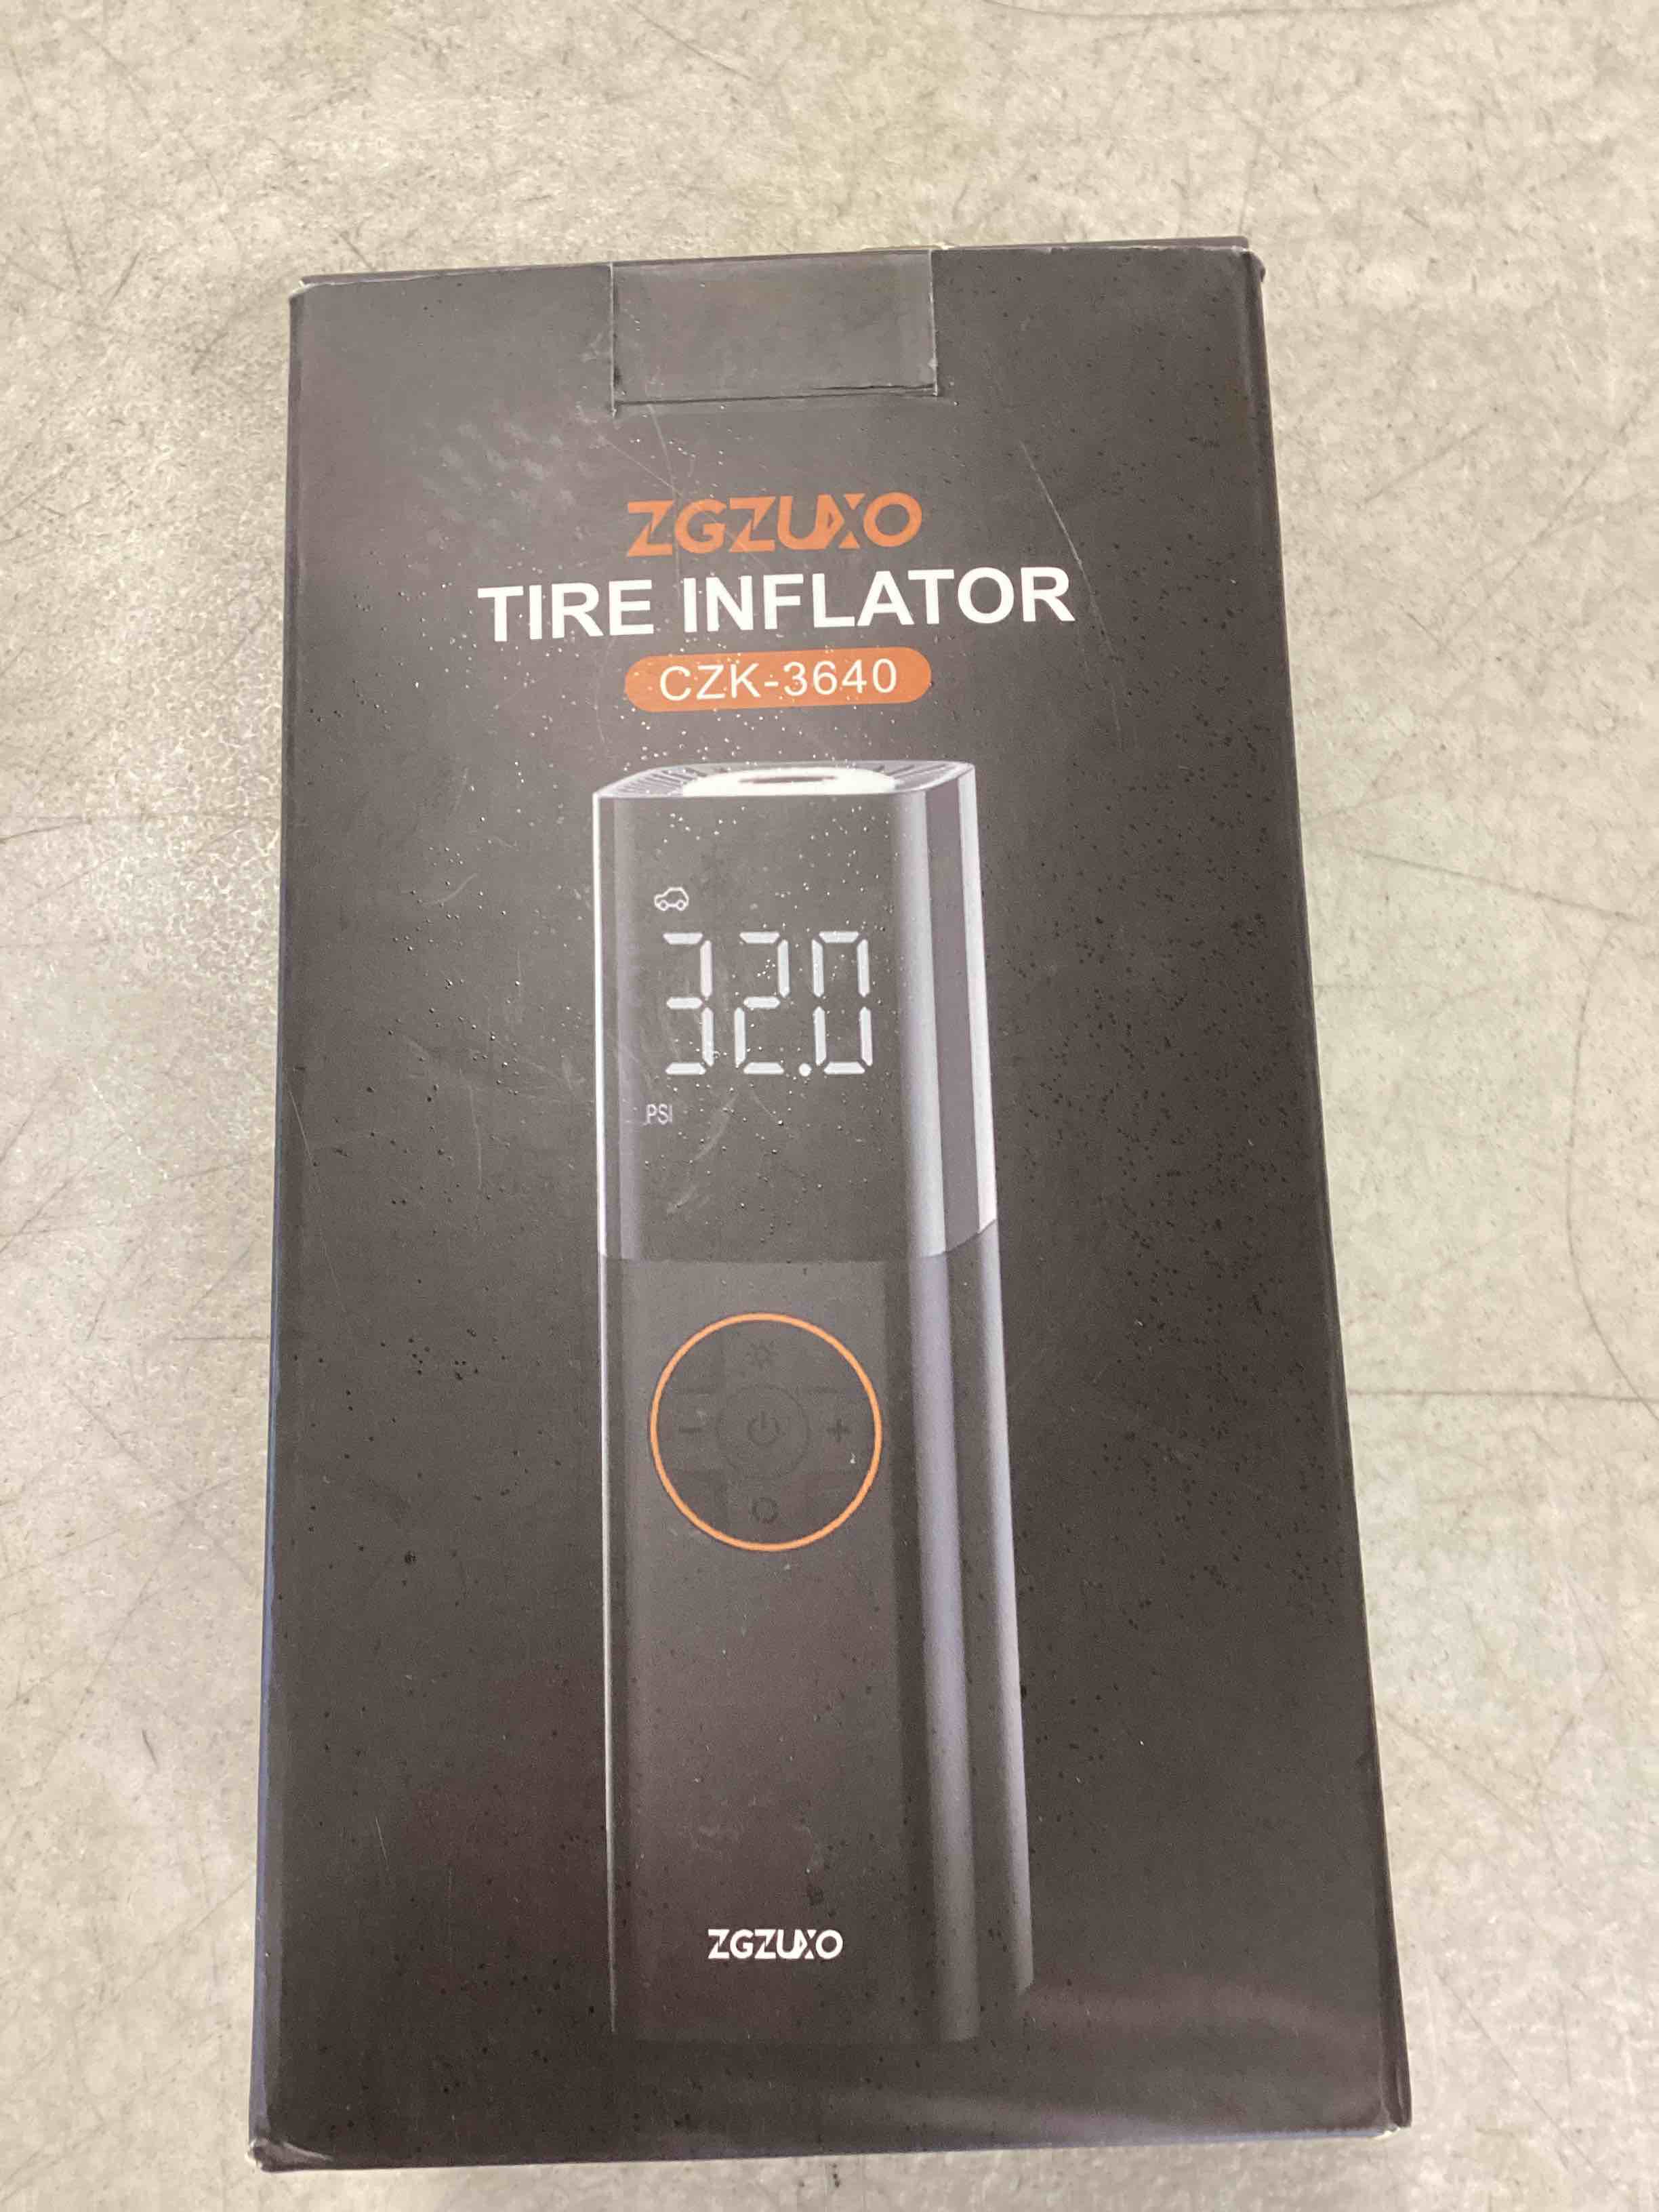 ZGZUXO
TIRE INFLATOR
CZK-3640
32.0
PSI
ZGZUXO